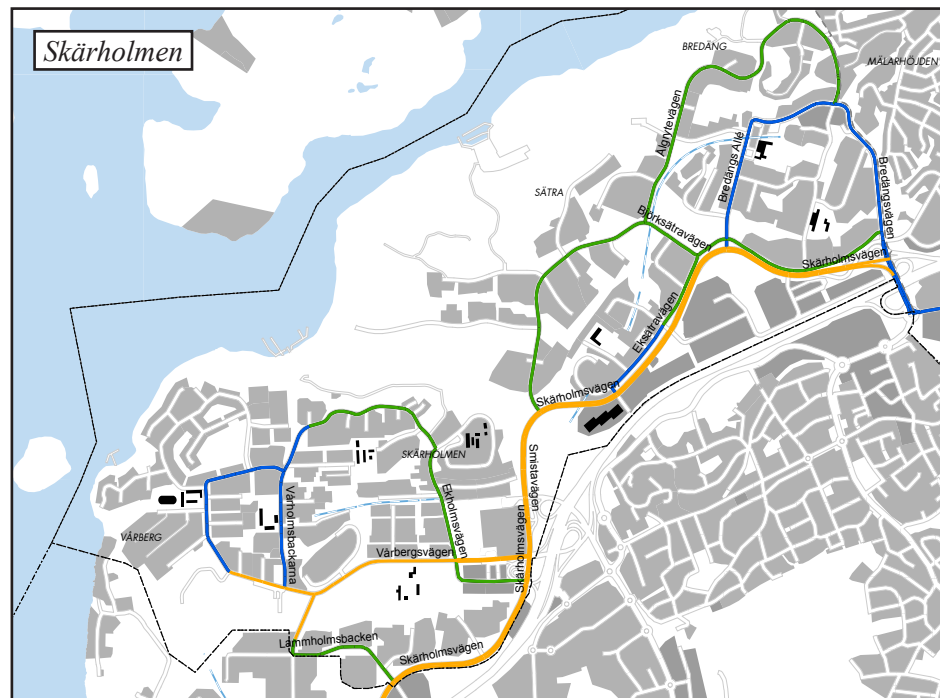 Skärholmen
BREDÄNG
MÄLARHÖJDEN
Ålgrytevägen
Bredängs Allé
Bredängsvägen
SÄTRA
Björksätravägen
Skärholmsvägen
Eksätravägen
Skärholmsvägen
Smistavägen
SKÄRHOLMEN
Ekholmsvägen
Vårholmsbackarna
Skärholmsvägen
VÅRBERG
Vårbergsvägen
Lammholmsbacken
Skärholmsvägen